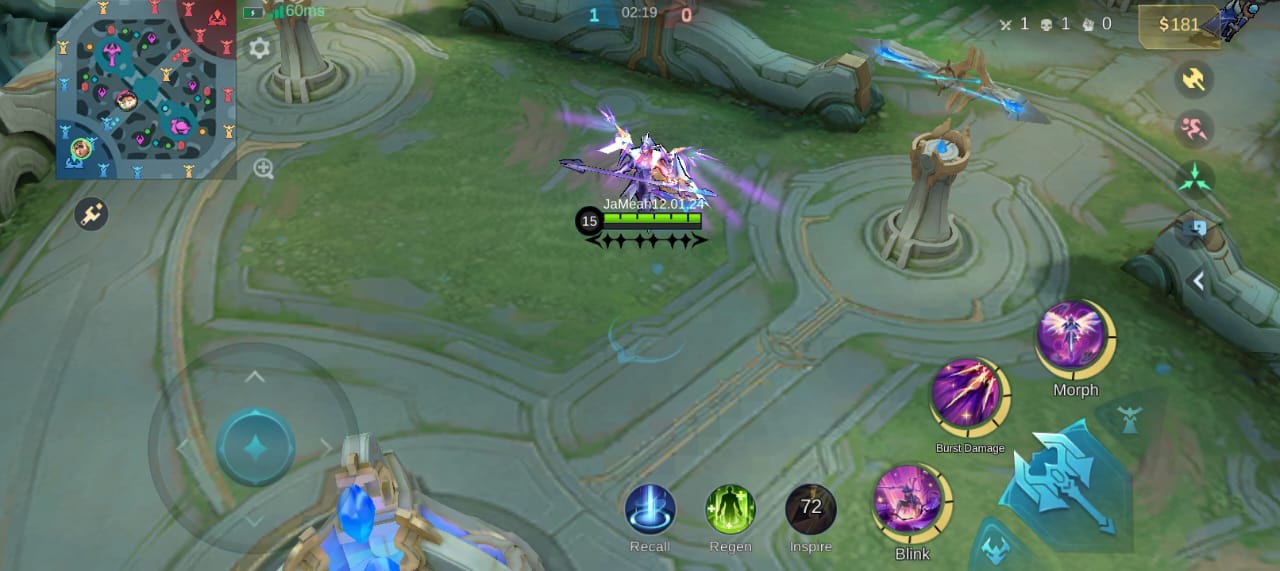 60ms
1 02:19 0
1 1 0
$181
JaMeah12.01.24
15
Morph
Burst Damage
72
Recall Regen Inspire Blink